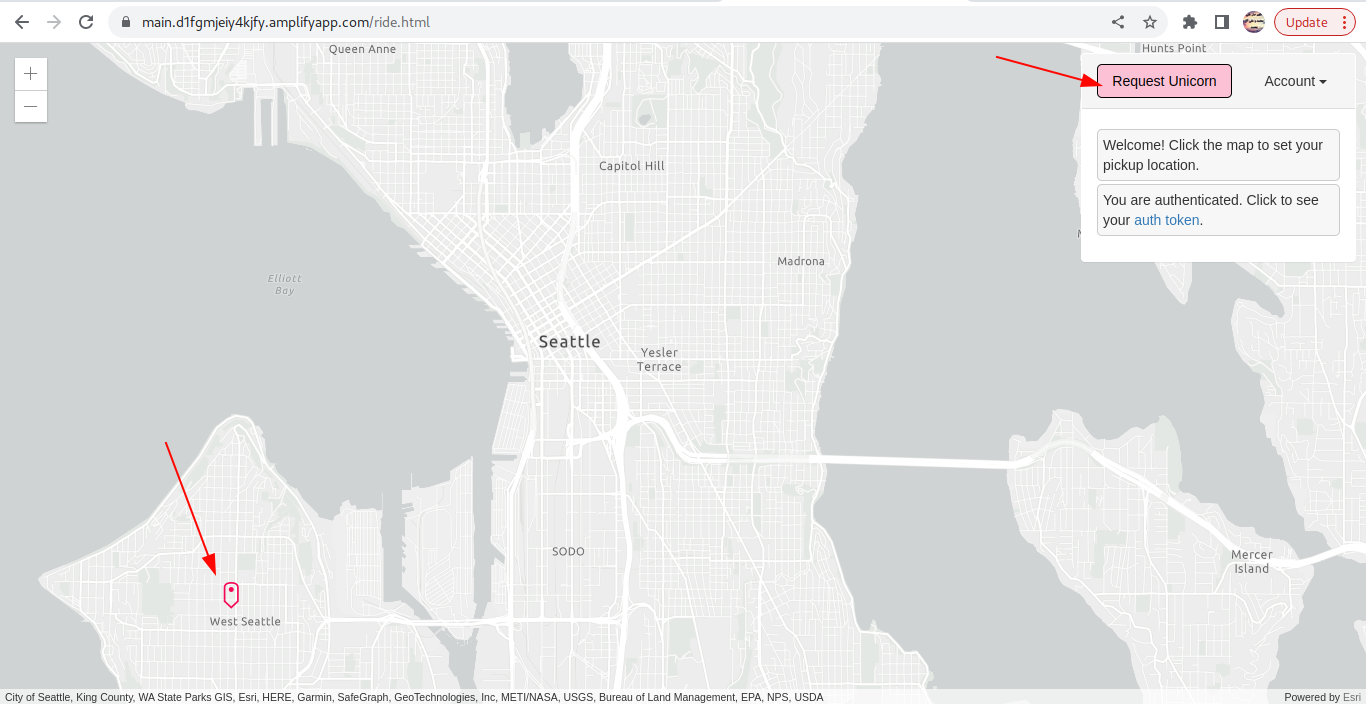 main.d1fgmjeiy4kjfy.amplifyapp.com/ride.html
Update
Queen Anne
Hunts Point
Request Unicorn
Account
Welcome! Click the map to set your
pickup location.
Capitol Hill
You are authenticated. Click to see
your auth token.
Madrona
Elliott
Bay
Seattle
Yesler
Terrace
SODO
Mercer
Island
West Seattle
City of Seattle, King County, WA State Parks GIS, Esri, HERE, Garmin, SafeGraph, GeoTechnologies, Inc, METI/NASA, USGS, Bureau of Land Management, EPA, NPS, USDA
Powered by Esri